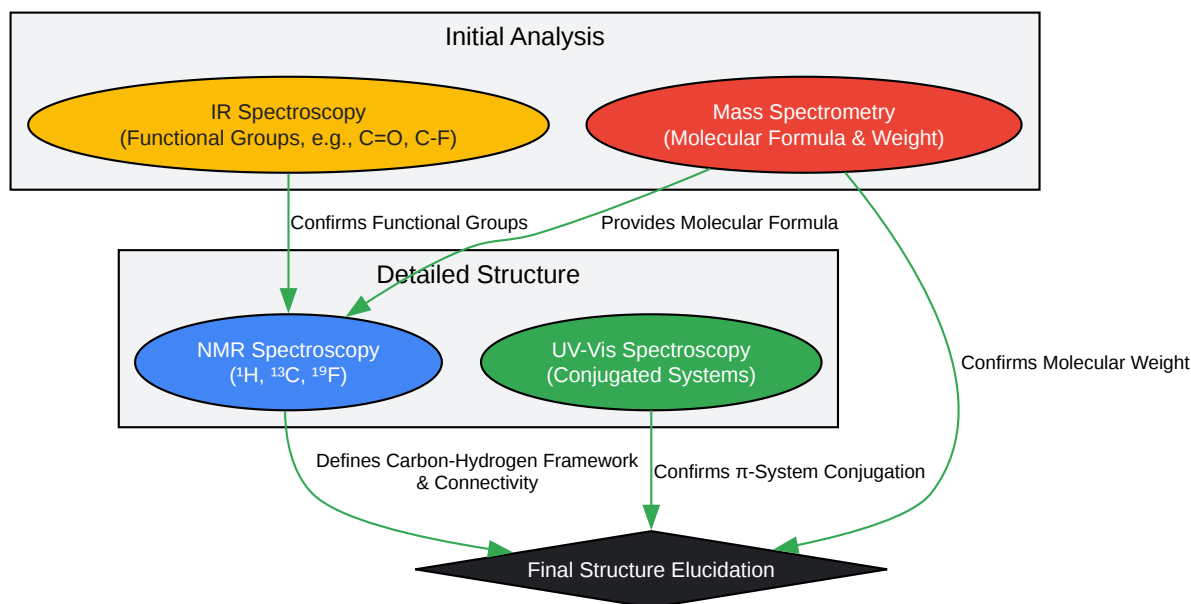 Initial Analysis
IR Spectroscopy
(Functional Groups, e.g., C=O, C-F)
Mass Spectrometry
(Molecular Formula & Weight)
Confirms Functional Groups
Provides Molecular Formula
Detailed Structure
NMR Spectroscopy
(¹H, ¹³C, ¹⁹F)
UV-Vis Spectroscopy
(Conjugated Systems)
Confirms Molecular Weight
Defines Carbon-Hydrogen Framework
& Connectivity
Confirms π-System Conjugation
Final Structure Elucidation